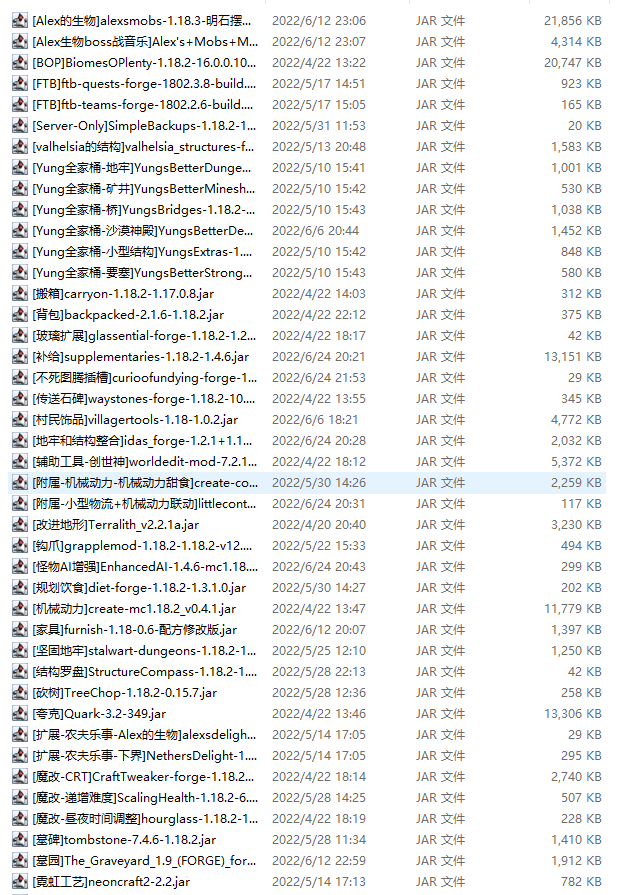 [Alex的生物]alexsmobs-1.18.3-明石摆... 2022/6/12 23:06 JAR 文件 21,856 KB
[Alex生物boss战音乐]Alex's+Mobs+M... 2022/6/12 23:07 JAR 文件 4,314 KB
[BOP]BiomesOPlenty-1.18.2-16.0.0.10... 2022/4/22 13:22 JAR 文件 20,747 KB
[FTB]ftb-quests-forge-1802.3.8-build.... 2022/5/17 14:51 JAR 文件 923 KB
[FTB]ftb-teams-forge-1802.2.6-build.... 2022/5/17 15:05 JAR 文件 165 KB
[Server-Only]SimpleBackups-1.18.2-1... 2022/5/31 11:53 JAR 文件 20 KB
[valhelsia的结构]valhelsia_structures-f... 2022/5/13 20:48 JAR 文件 1,583 KB
[Yung全家桶-地牢]YungsBetterDunge... 2022/5/10 15:41 JAR 文件 1,001 KB
[Yung全家桶-矿井]YungsBetterMinesh... 2022/5/10 15:42 JAR 文件 530 KB
[Yung全家桶-桥]YungsBridges-1.18.2-... 2022/5/10 15:43 JAR 文件 1,038 KB
[Yung全家桶-沙漠神殿]YungsBetterDe... 2022/6/6 20:44 JAR 文件 1,452 KB
[Yung全家桶-小型结构]YungsExtras-1.... 2022/5/10 15:42 JAR 文件 848 KB
[Yung全家桶-要塞]YungsBetterStrong... 2022/5/10 15:43 JAR 文件 580 KB
[搬箱]carryon-1.18.2-1.17.0.8.jar 2022/4/22 14:03 JAR 文件 312 KB
[背包]backpacked-2.1.6-1.18.2.jar 2022/4/22 22:12 JAR 文件 375 KB
[玻璃扩展]glassential-forge-1.18.2-1.2... 2022/4/22 18:17 JAR 文件 42 KB
[补给]supplementaries-1.18.2-1.4.6.jar 2022/6/24 20:21 JAR 文件 13,151 KB
[不死图腾插槽]curioofundying-forge-1... 2022/6/24 21:53 JAR 文件 29 KB
[传送石碑]waystones-forge-1.18.2-10.... 2022/4/22 13:55 JAR 文件 345 KB
[村民饰品]villagertools-1.18-1.0.2.jar 2022/6/6 18:21 JAR 文件 4,772 KB
[地牢和结构整合]idas_forge-1.2.1+1.1... 2022/6/24 20:28 JAR 文件 2,032 KB
[辅助工具-创世神]worldedit-mod-7.2.1... 2022/4/22 18:12 JAR 文件 5,372 KB
[附属-机械动力-机械动力甜食]create-co... 2022/5/30 14:26 JAR 文件 2,259 KB
[附属-小型物流+机械动力联动]littlecont... 2022/6/24 20:31 JAR 文件 117 KB
[改进地形]Terralith_v2.2.1a.jar 2022/4/20 20:40 JAR 文件 3,230 KB
[钩爪]grapplemod-1.18.2-1.18.2-v12.... 2022/5/22 15:33 JAR 文件 494 KB
[怪物AI增强]EnhancedAI-1.4.6-mc1.18.... 2022/6/24 20:43 JAR 文件 299 KB
[规划饮食]diet-forge-1.18.2-1.3.1.0.jar 2022/5/30 14:27 JAR 文件 202 KB
[机械动力]create-mc1.18.2_v0.4.1.jar 2022/4/22 13:47 JAR 文件 11,779 KB
[家具]furnish-1.18-0.6-配方修改版.jar 2022/6/12 20:07 JAR 文件 1,397 KB
[坚固地牢]stalwart-dungeons-1.18.2-1... 2022/5/25 12:10 JAR 文件 1,250 KB
[结构罗盘]StructureCompass-1.18.2-1.... 2022/5/28 22:13 JAR 文件 42 KB
[砍树]TreeChop-1.18.2-0.15.7.jar 2022/5/28 12:36 JAR 文件 258 KB
[夸克]Quark-3.2-349.jar 2022/4/22 13:46 JAR 文件 13,306 KB
[扩展-农夫乐事-Alex的生物]alexsdeligh... 2022/5/14 17:05 JAR 文件 29 KB
[扩展-农夫乐事-下界]NethersDelight-1.... 2022/5/14 17:05 JAR 文件 295 KB
[魔改-CRT]CraftTweaker-forge-1.18.2... 2022/4/22 18:14 JAR 文件 2,740 KB
[魔改-递增难度]ScalingHealth-1.18.2-6.... 2022/5/28 14:25 JAR 文件 507 KB
[魔改-昼夜时间调整]hourglass-1.18.2-1... 2022/4/22 18:19 JAR 文件 228 KB
[墓碑]tombstone-7.4.6-1.18.2.jar 2022/5/28 11:34 JAR 文件 1,410 KB
[墓园]The_Graveyard_1.9_(FORGE)_for... 2022/6/12 22:59 JAR 文件 1,912 KB
[霓虹工艺]neoncraft2-2.2.jar 2022/5/14 17:13 JAR 文件 782 KB